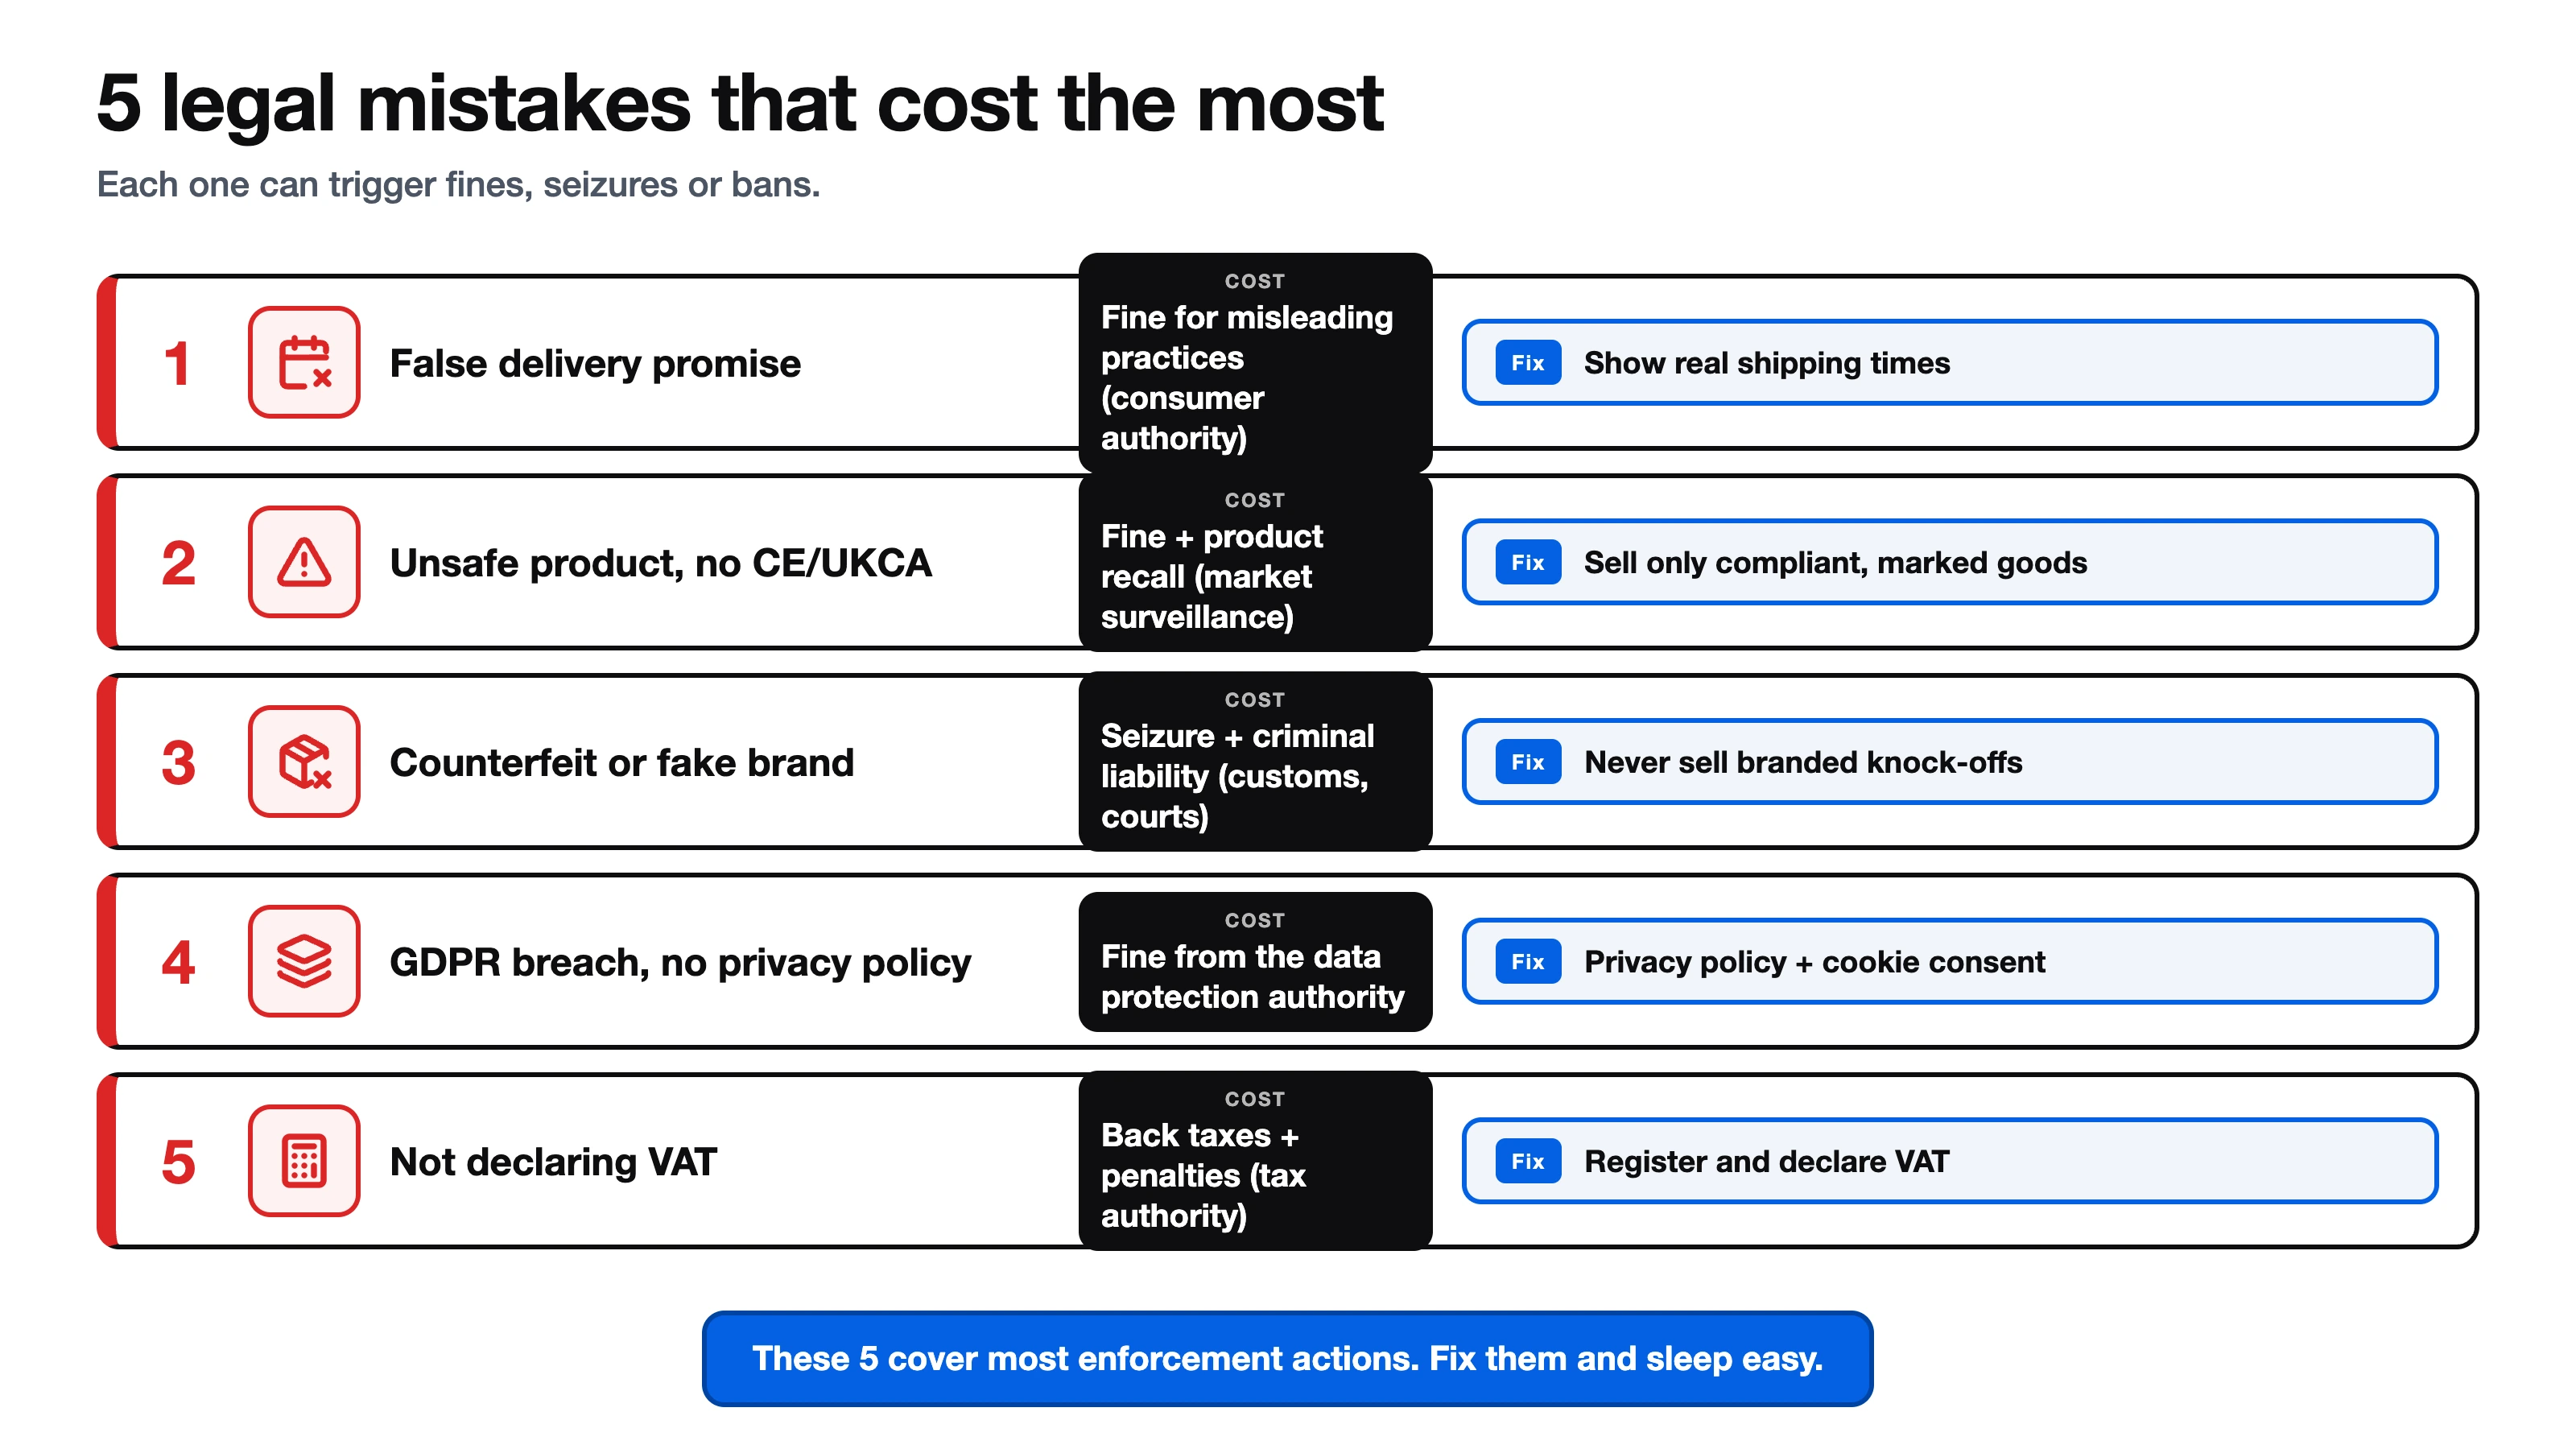 5 legal mistakes that cost the most
Each one can trigger fines, seizures or bans.
1
False delivery promise
COST
Fine for misleading
practices
(consumer
authority)
Fix
Show real shipping times
2
Unsafe product, no CE/UKCA
COST
Fine + product
recall (market
surveillance)
Fix
Sell only compliant, marked goods
3
Counterfeit or fake brand
COST
Seizure + criminal
liability (customs,
courts)
Fix
Never sell branded knock-offs
4
GDPR breach, no privacy policy
COST
Fine from the data
protection authority
Fix
Privacy policy + cookie consent
5
Not declaring VAT
COST
Back taxes +
penalties (tax
authority)
Fix
Register and declare VAT
These 5 cover most enforcement actions. Fix them and sleep easy.